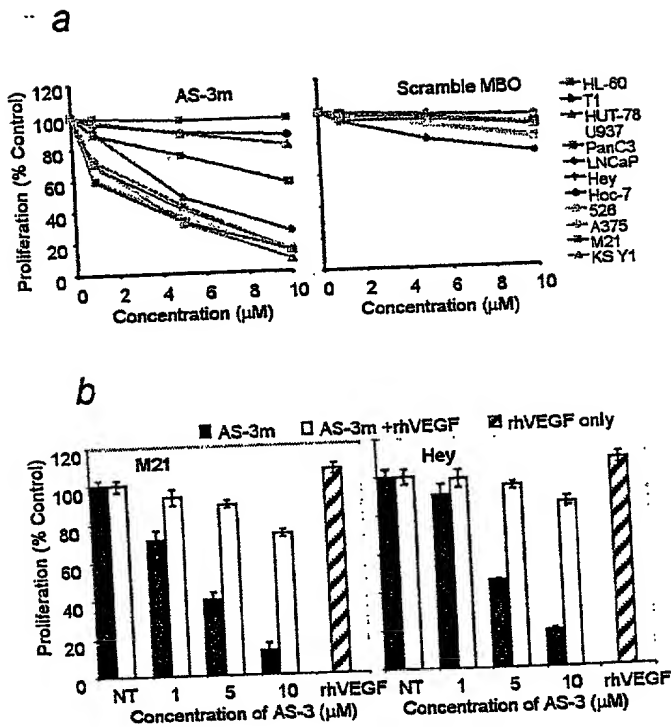 a
AS-3m
Scramble MBO
Proliferation (% Control)
120
100
80
60
40
20
0
0 2 4 6 8 10
Concentration (μM)
0 2 4 6 8 10
Concentration (μM)
HL-60
T1
HUT-78
U937
PanC3
LNCaP
Hey
Hoc-7
526
A375
M21
KS Y1
b
AS-3m AS-3m +rhVEGF rhVEGF only
M21
Hey
Proliferation (% Control)
120
100
80
60
40
20
0
NT 1 5 10 rhVEGF
Concentration of AS-3 (μM)
NT 1 5 10 rhVEGF
Concentration of AS-3 (μM)